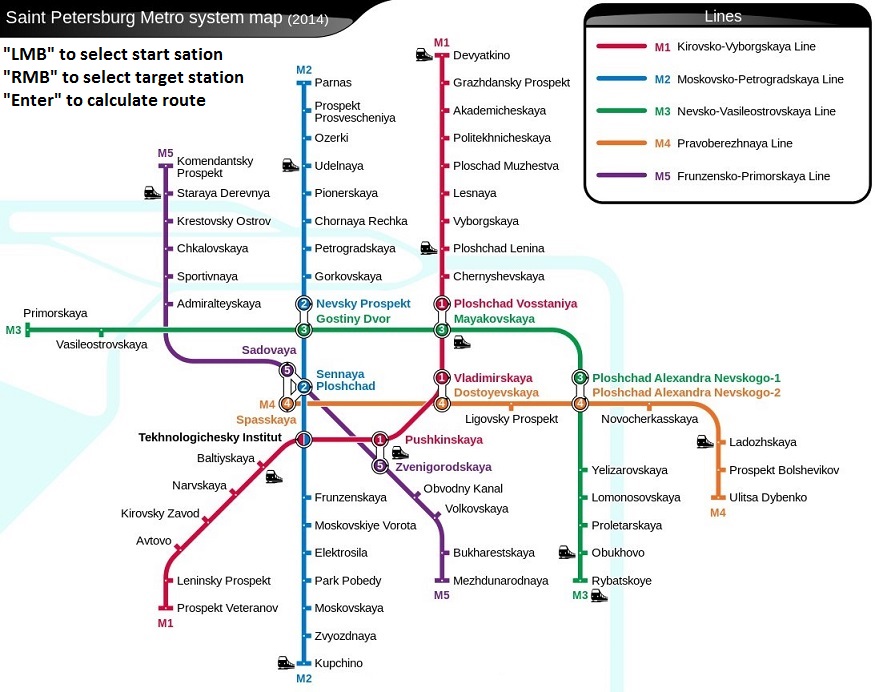 Saint Petersburg Metro system map (2014)
"LMB" to select start sation
"RMB" to select target station
"Enter" to calculate route
Lines
M1 Kirovsko-Vyborgskaya Line
M2 Moskovsko-Petrogradskaya Line
M3 Nevsko-Vasileostrovskaya Line
M4 Pravoberezhnaya Line
M5 Frunzensko-Primorskaya Line
M5
Komendantsky
Prospekt
Staraya Derevnya
Krestovsky Ostrov
Chkalovskaya
Sportivnaya
Admiralteyskaya
M2
Parnas
Prospekt
Prosvescheniya
Ozerki
Udelnaya
Pionerskaya
Chornaya Rechka
Petrogradskaya
Gorkovskaya
2 Nevsky Prospekt
3 Gostiny Dvor
M1
Devyatkino
Grazhdansky Prospekt
Akademicheskaya
Politekhnicheskaya
Ploschad Muzhestva
Lesnaya
Vyborgskaya
Ploshchad Lenina
Chernyshevskaya
1 Ploshchad Vosstaniya
3 Mayakovskaya
Primorskaya
M3
Vasileostrovskaya
Sadovaya
5
2
Sennaya
Ploshchad
M4 4
Spasskaya
1 Vladimirskaya
4 Dostoyevskaya
Ligovsky Prospekt
3 Ploshchad Alexandra Nevskogo-1
4 Ploshchad Alexandra Nevskogo-2
Novocherkasskaya
Ladozhskaya
Prospekt Bolshevikov
Ulitsa Dybenko
M4
Tekhnologichesky Institut
1 Pushkinskaya
5 Zvenigorodskaya
Baltiyskaya
Narvskaya
Kirovsky Zavod
Avtovo
Leninsky Prospekt
Prospekt Veteranov
M1
Frunzenskaya
Moskovskiye Vorota
Elektrosila
Park Pobedy
Moskovskaya
Zvyozdnaya
Kupchino
M2
Obvodny Kanal
Volkovskaya
Bukharestskaya
Mezhdunarodnaya
M5
Yelizarovskaya
Lomonosovskaya
Proletarskaya
Obukhovo
Rybatskoye
M3